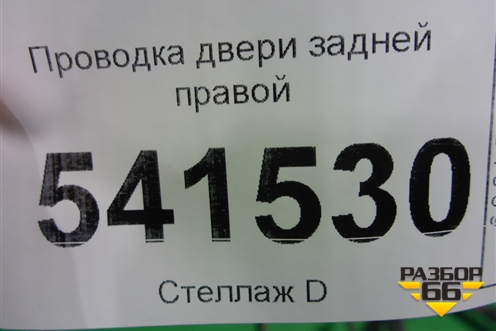 Проводка двери задней
правой
541530
Стеллаж D
РАЗБОР
66